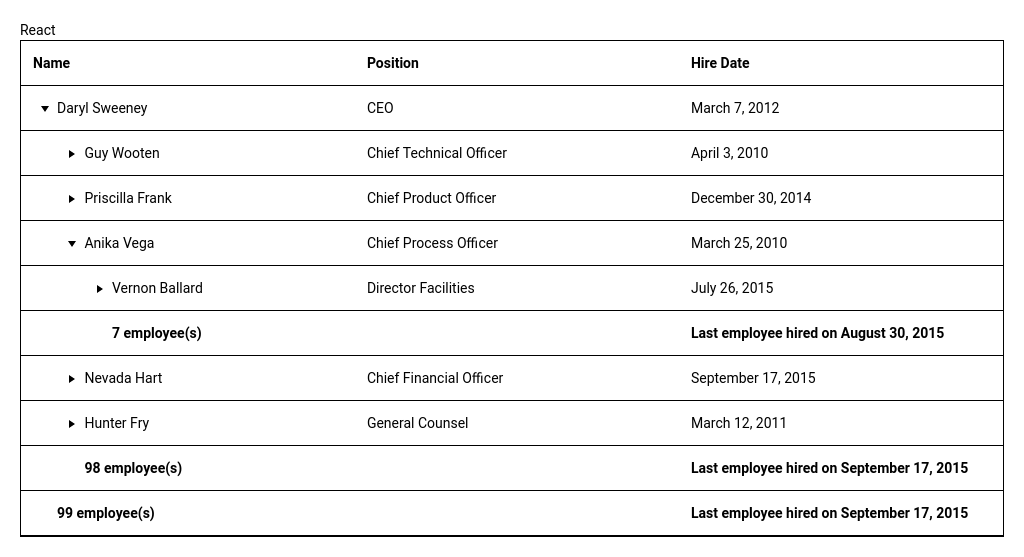 React
Name Position Hire Date
Daryl Sweeney CEO March 7, 2012
Guy Wooten Chief Technical Officer April 3, 2010
Priscilla Frank Chief Product Officer December 30, 2014
Anika Vega Chief Process Officer March 25, 2010
Vernon Ballard Director Facilities July 26, 2015
7 employee(s) Last employee hired on August 30, 2015
Nevada Hart Chief Financial Officer September 17, 2015
Hunter Fry General Counsel March 12, 2011
98 employee(s) Last employee hired on September 17, 2015
99 employee(s) Last employee hired on September 17, 2015